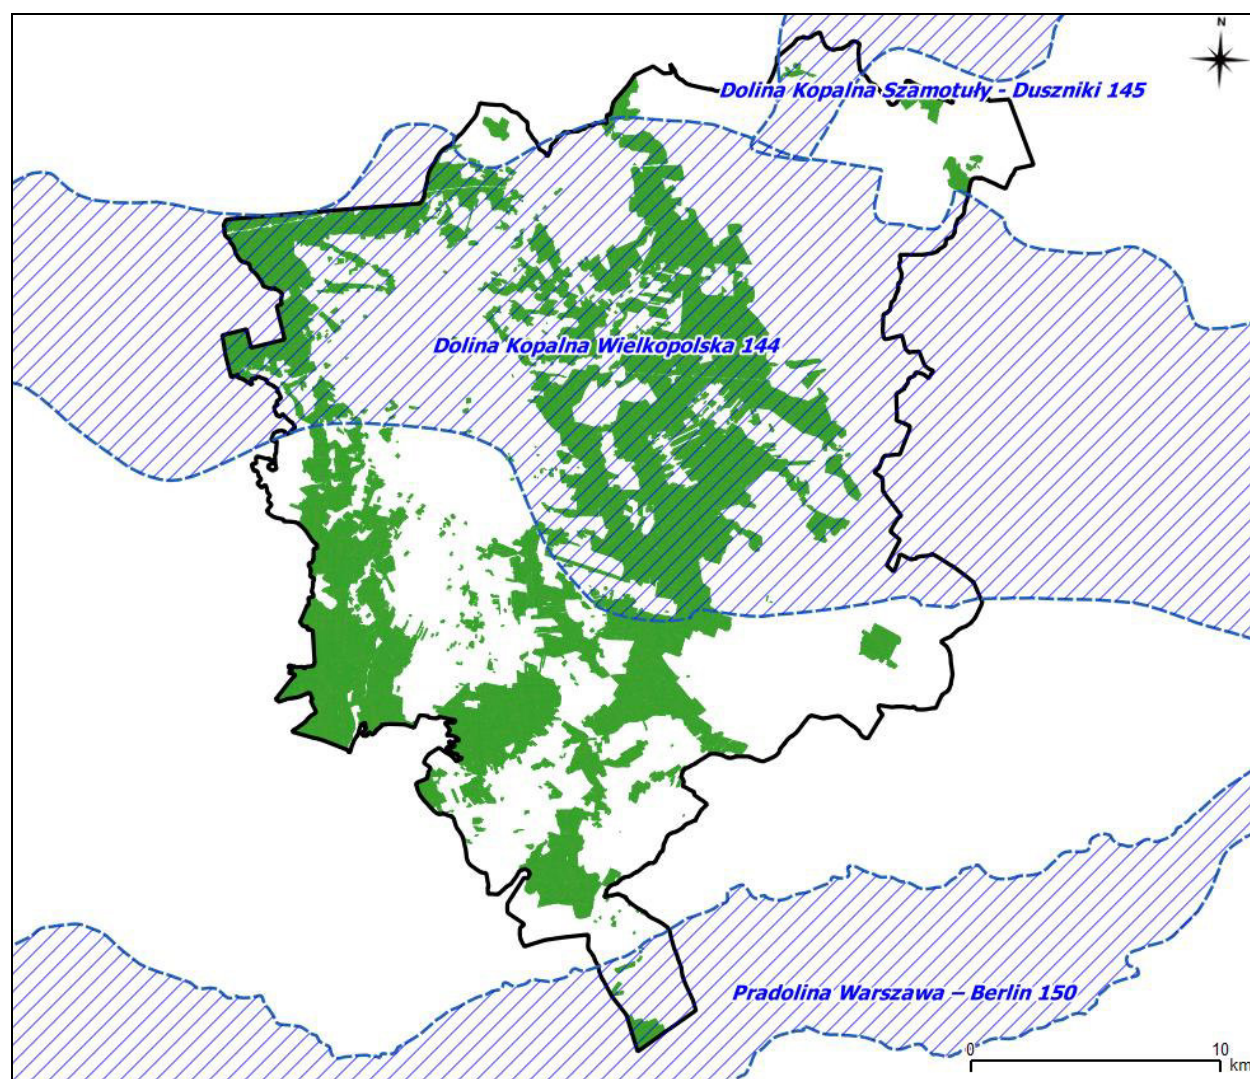 N
Dolina Kopalna Szamotuły - Duszniki 145
Dolina Kopalna Wielkopolska 144
Pradolina Warszawa – Berlin 150
0 10
km